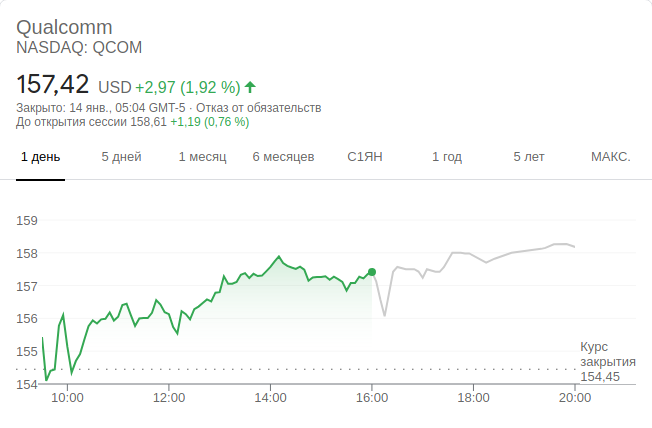 Qualcomm
NASDAQ: QCOM
157,42 USD +2,97 (1,92 %)
Закрыто: 14 янв., 05:04 GMT-5 · Отказ от обязательств
До открытия сессии 158,61 +1,19 (0,76 %)
1 день 5 дней 1 месяц 6 месяцев С1ЯН 1 год 5 лет МАКС.
159
158
157
156
155
154
Курс
закрытия
154,45
10:00 12:00 14:00 16:00 18:00 20:00